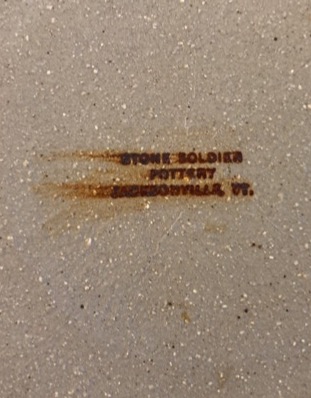 STONE SOLDIER
POTTERY
JACKSONVILLE, VT.